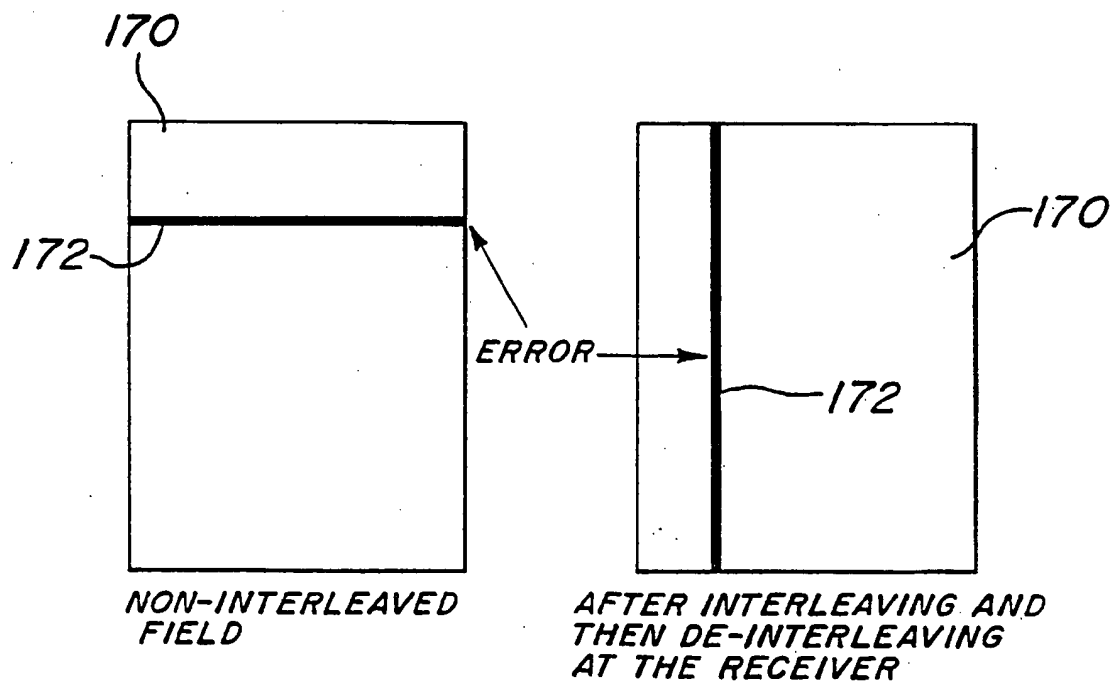 170
172
ERROR
172
170
NON-INTERLEAVED
FIELD
AFTER INTERLEAVING AND
THEN DE-INTERLEAVING
AT THE RECEIVER